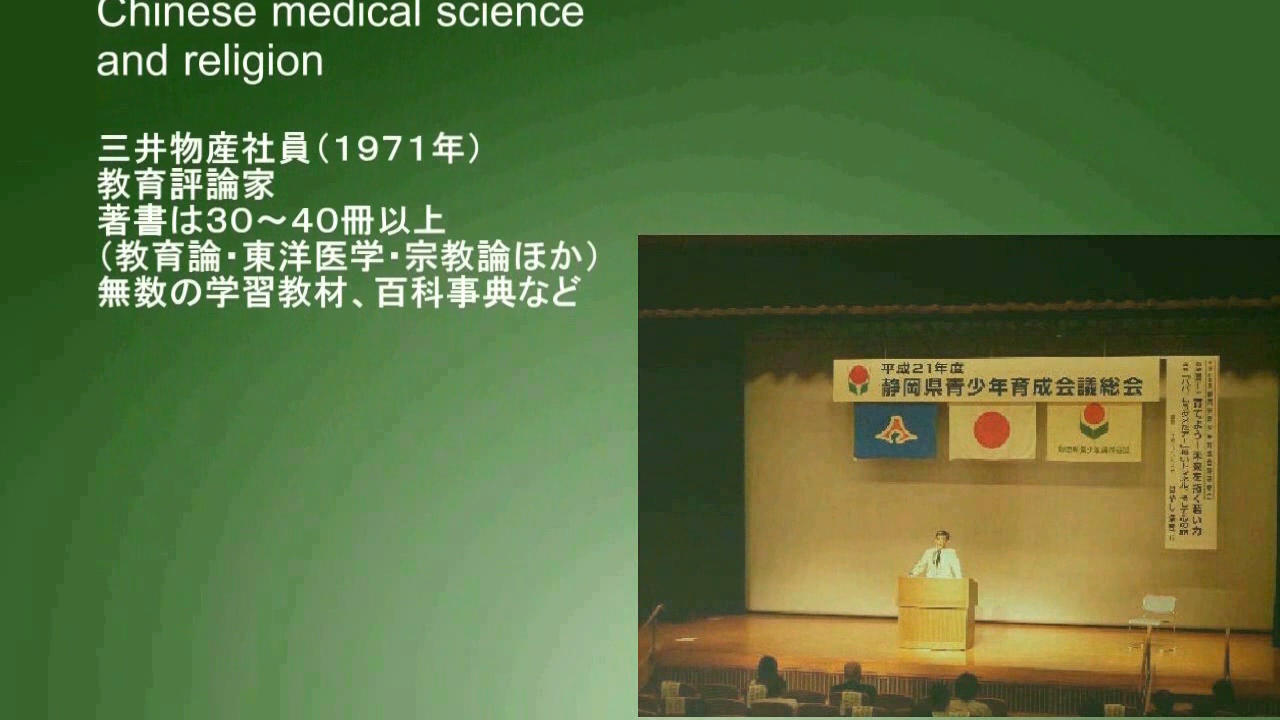 Chinese medical science
and religion
三井物産社員（１９７１年）
教育評論家
著書は３０～４０冊以上
（教育論・東洋医学・宗教論ほか）
無数の学習教材、百科事典など
平成21年度
静岡県青少年育成会議総会